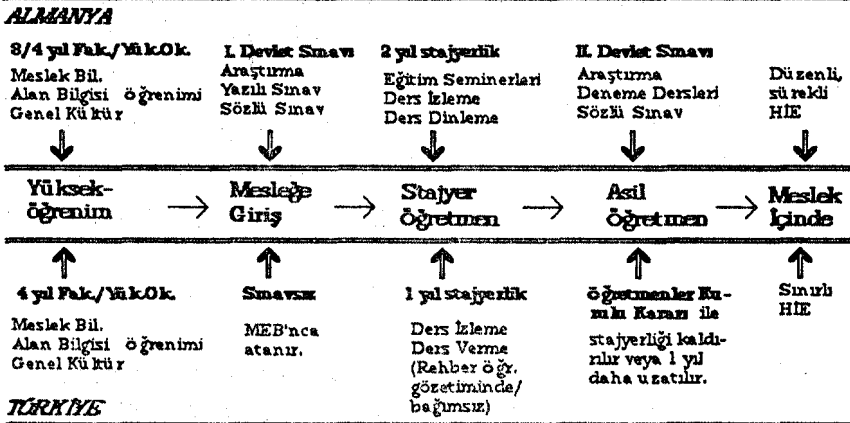 ALMANYA
3/4 yıl Fak./Yük.Ok.
Meslek Bil.
Alan Bilgisi öğrenimi
Genel Kültür
I. Devlet Sınavı
Araştırma
Yazılı Sınav
Sözlü Sınav
2 yıl stajyerlik
Eğitim Seminerleri
Ders İzleme
Ders Dinleme
II. Devlet Sınavı
Araştırma
Deneme Dersleri
Sözlü Sınav
Düzenli,
sürekli
HİE
Yüksek-
öğrenim
Mesleğe
Giriş
Stajyer
Öğretmen
Asil
Öğretmen
Meslek
İçinde
4 yıl Fak./Yük.Ok.
Meslek Bil.
Alan Bilgisi öğrenimi
Genel Kültür
Sınavsız
MEB'nca
atanır.
1 yıl stajyerlik
Ders İzleme
Ders Verme
(Rehber öğr.
gözetiminde/
bağımsız)
öğretmenler Ku-
rulu Kararı ile
stajyerliği kaldı-
rılır veya 1 yıl
daha uzatılır.
Sınırlı
HİE
TÜRKİYE